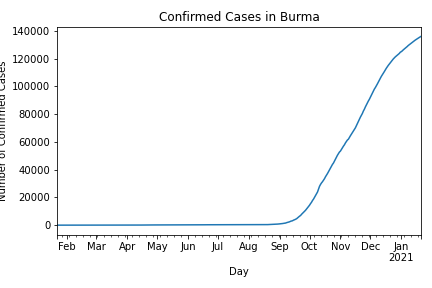 Confirmed Cases in Burma
Number of Confirmed Cases
140000
120000
100000
80000
60000
40000
20000
0
Feb Mar Apr May Jun Jul Aug Sep Oct Nov Dec Jan
2021
Day